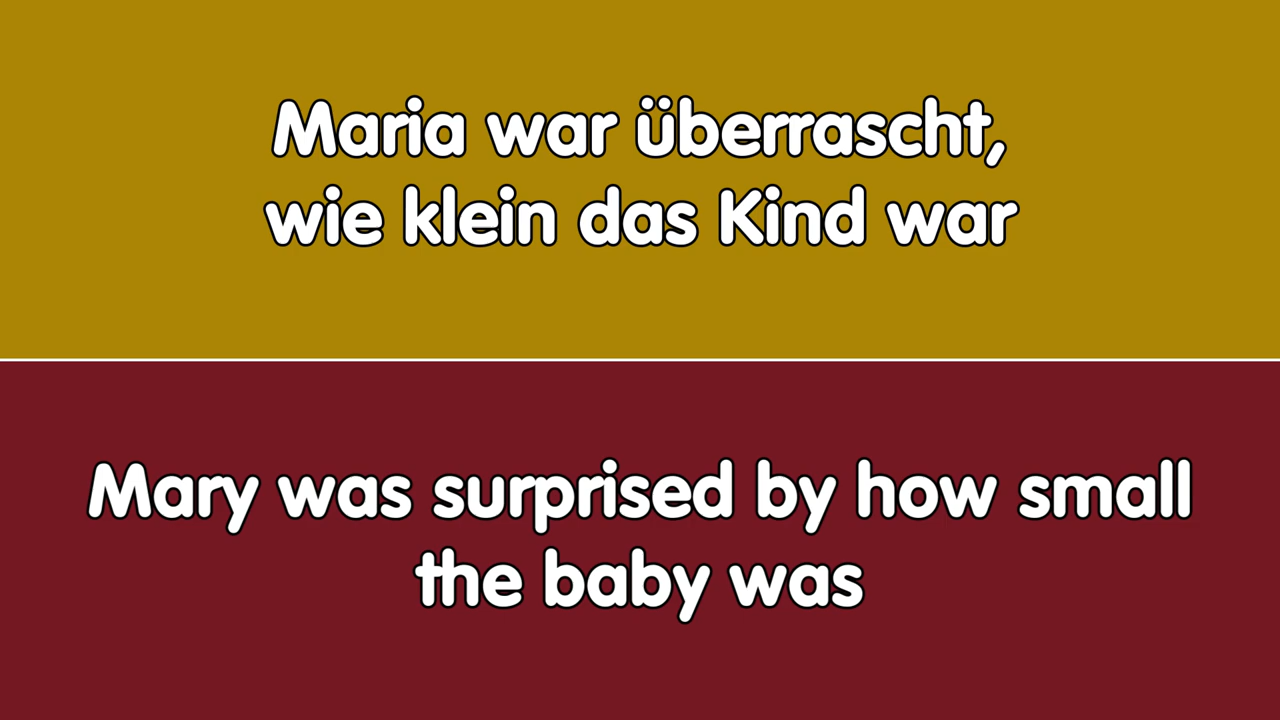 Maria war überrascht,
wie klein das Kind war
Mary was surprised by how small
the baby was